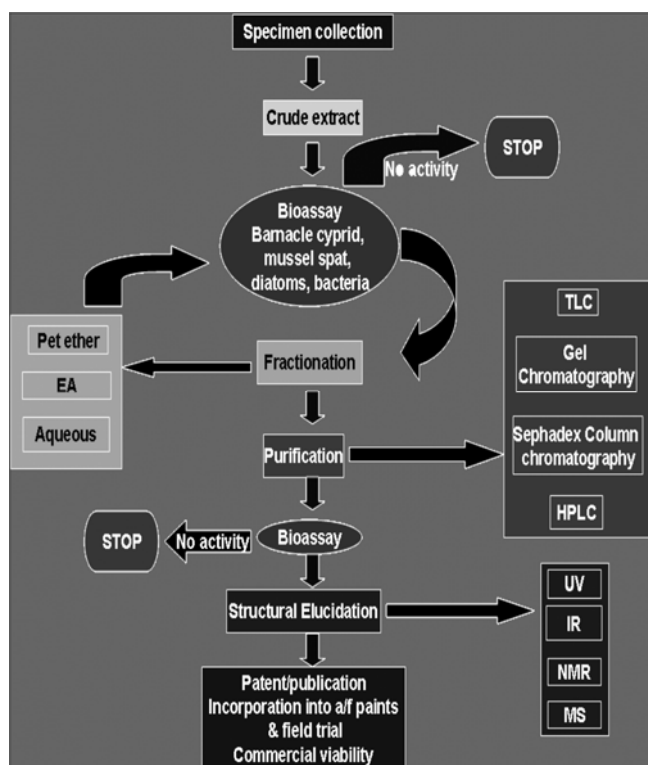 Specimen collection
Crude extract
STOP
No activity
Bioassay
Barnacle cyprid,
mussel spat,
diatoms, bacteria
Pet ether
EA
Aqueous
Fractionation
TLC
Gel
Chromatography
Sephadex Column
chromatography
HPLC
Purification
STOP
No activity
Bioassay
Structural Elucidation
UV
IR
NMR
MS
Patent/publication
Incorporation into a/f paints
& field trial
Commercial viability